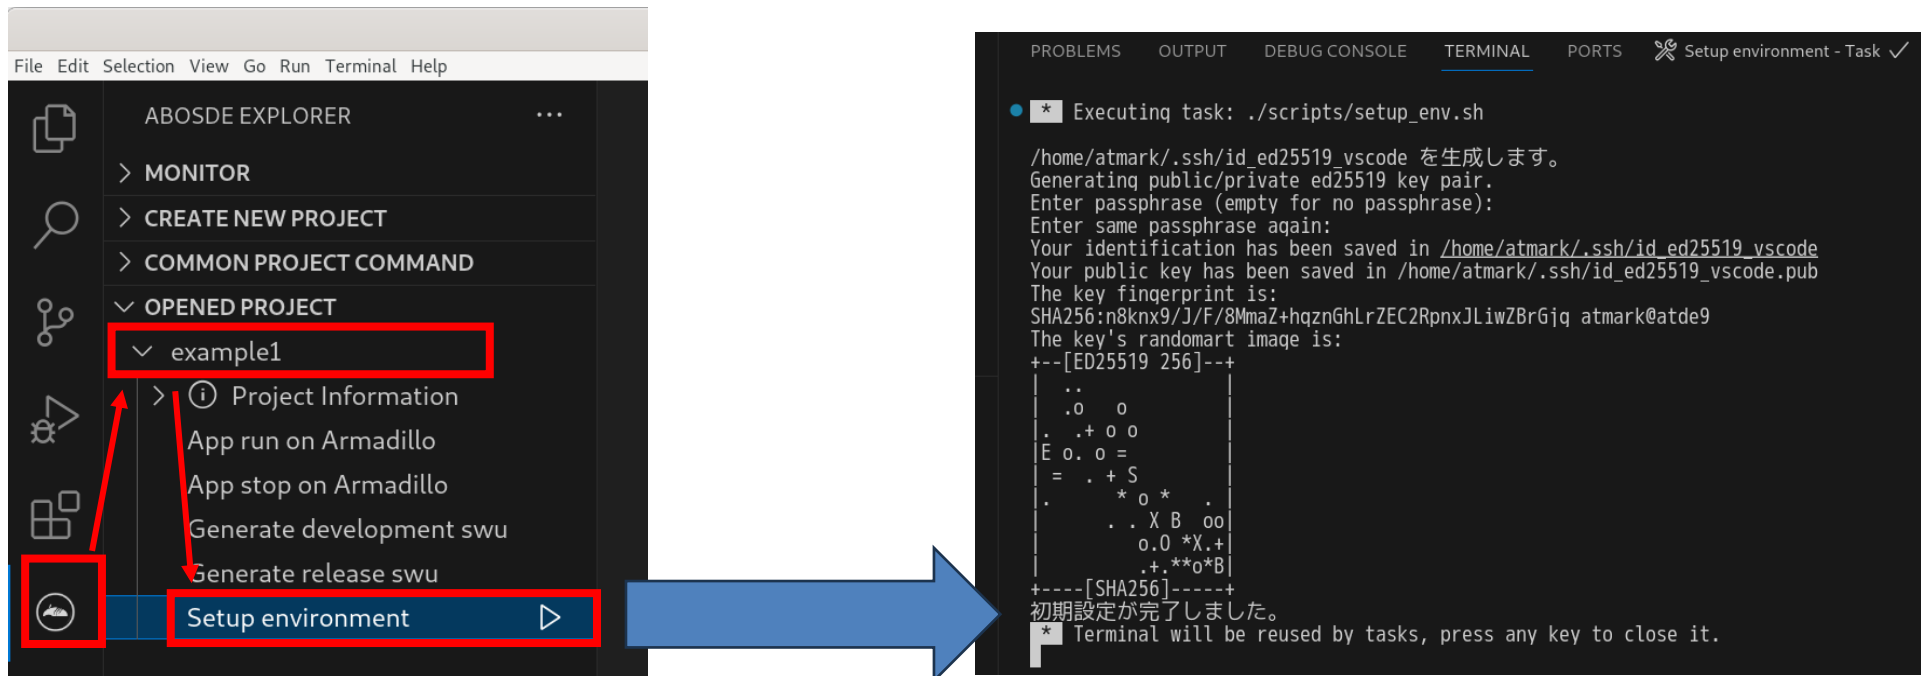 File Edit Selection View Go Run Terminal Help
ABOSDE EXPLORER ...
MONITOR
CREATE NEW PROJECT
COMMON PROJECT COMMAND
OPENED PROJECT
example1
Project Information
App run on Armadillo
App stop on Armadillo
Generate development swu
Generate release swu
Setup environment
PROBLEMS OUTPUT DEBUG CONSOLE TERMINAL PORTS Setup environment - Task
* Executing task: ./scripts/setup_env.sh
/home/atmark/.ssh/id_ed25519_vscode を生成します。
Generating public/private ed25519 key pair.
Enter passphrase (empty for no passphrase):
Enter same passphrase again:
Your identification has been saved in /home/atmark/.ssh/id_ed25519_vscode
Your public key has been saved in /home/atmark/.ssh/id_ed25519_vscode.pub
The key fingerprint is:
SHA256:n8knx9/J/F/8MmaZ+hqznGhLrZEC2RpnxJLiwZBrGjq atmark@atde9
The key's randomart image is:
+--[ED25519 256]--+
|  ..             |
|  .o   o         |
|.  .+ o o        |
|E o. o =         |
| =  . + S        |
|.      * o *   . |
|      . . X B  oo|
|         o.O *X.+|
|         .+.**o*B|
+----[SHA256]-----+
初期設定が完了しました。
* Terminal will be reused by tasks, press any key to close it.